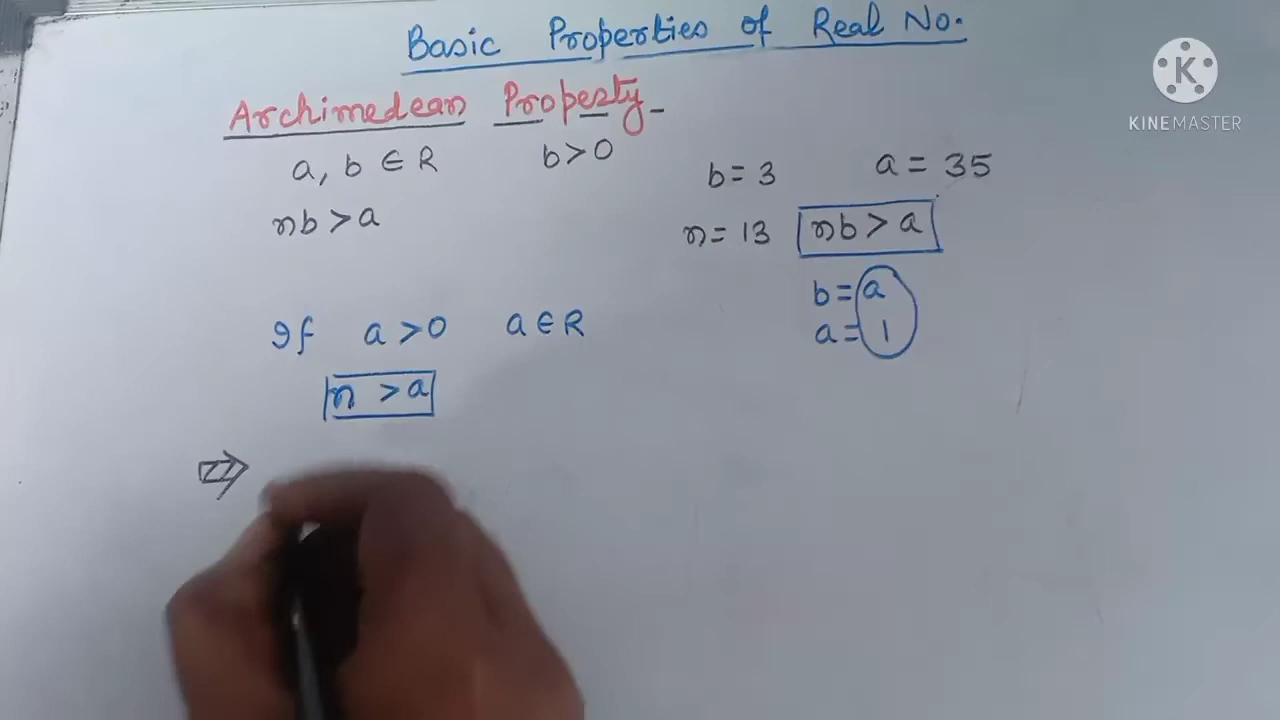 Basic Properties of Real No.
Archimedean Property
a, b ∈ R b > 0
nb > a
b = 3 a = 35
n = 13 nb > a
b = a
a = 1
If a > 0 a ∈ R
n > a
K
KINEMASTER